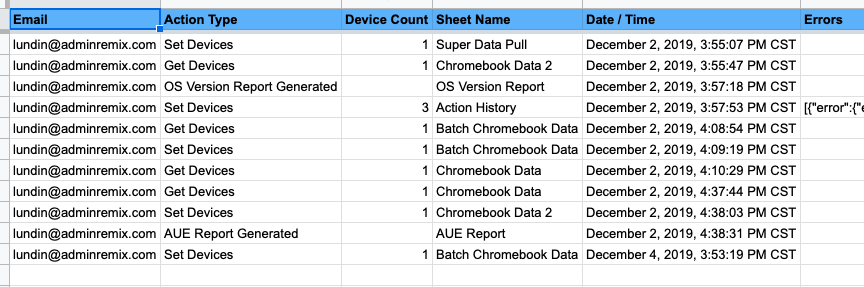 Email Action Type Device Count Sheet Name Date / Time Errors
lundin@adminremix.com Set Devices 1 Super Data Pull December 2, 2019, 3:55:07 PM CST
lundin@adminremix.com Get Devices 1 Chromebook Data 2 December 2, 2019, 3:55:47 PM CST
lundin@adminremix.com OS Version Report Generated OS Version Report December 2, 2019, 3:57:18 PM CST
lundin@adminremix.com Set Devices 3 Action History December 2, 2019, 3:57:53 PM CST [{"error":{"e
lundin@adminremix.com Get Devices 1 Batch Chromebook Data December 2, 2019, 4:08:54 PM CST
lundin@adminremix.com Set Devices 1 Batch Chromebook Data December 2, 2019, 4:09:19 PM CST
lundin@adminremix.com Get Devices 1 Chromebook Data December 2, 2019, 4:10:29 PM CST
lundin@adminremix.com Get Devices 1 Chromebook Data December 2, 2019, 4:37:44 PM CST
lundin@adminremix.com Set Devices 1 Chromebook Data 2 December 2, 2019, 4:38:03 PM CST
lundin@adminremix.com AUE Report Generated AUE Report December 2, 2019, 4:38:31 PM CST
lundin@adminremix.com Set Devices 1 Batch Chromebook Data December 4, 2019, 3:53:19 PM CST